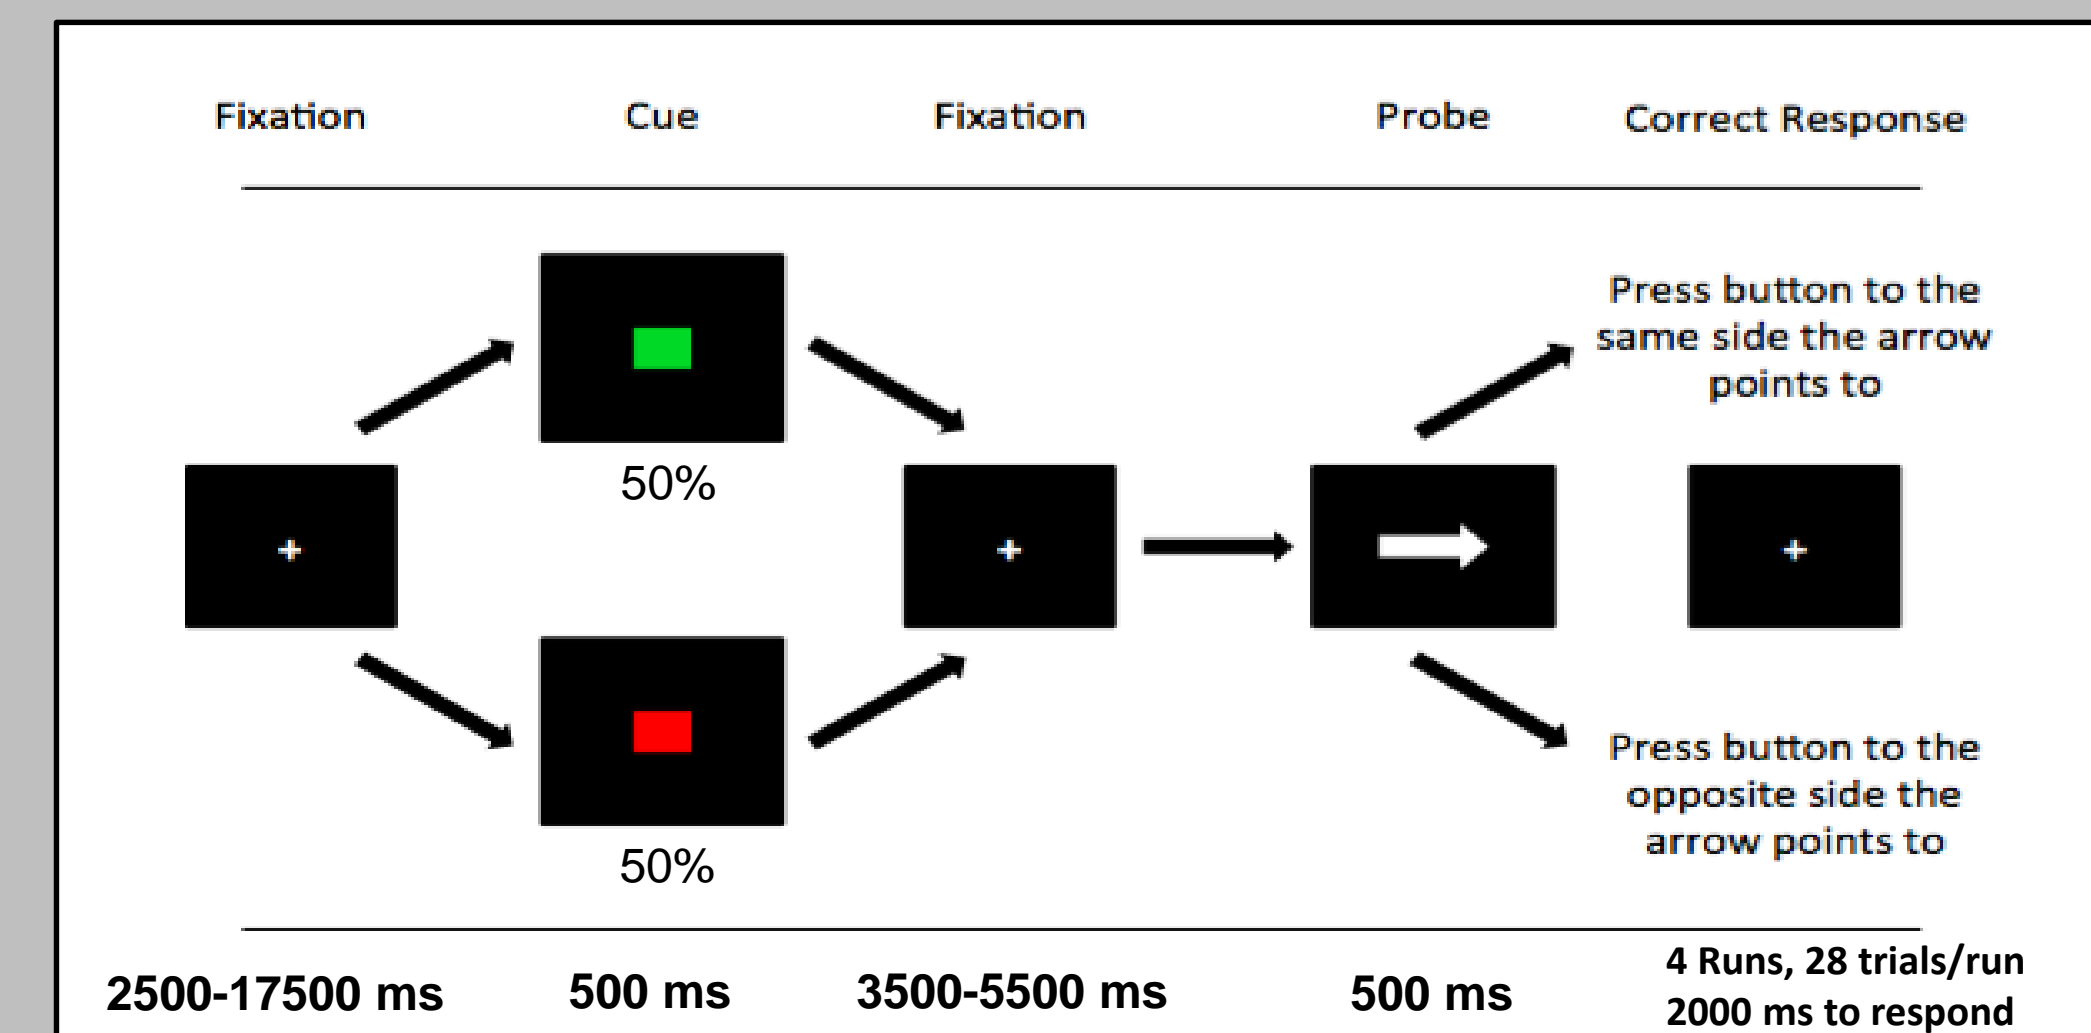 Fixation
Cue
Fixation
Probe
Correct Response
Press button to the
same side the arrow
points to
50%
+
+
+
50%
Press button to the
opposite side the
arrow points to
2500-17500 ms
500 ms
3500-5500 ms
500 ms
4 Runs, 28 trials/run
2000 ms to respond